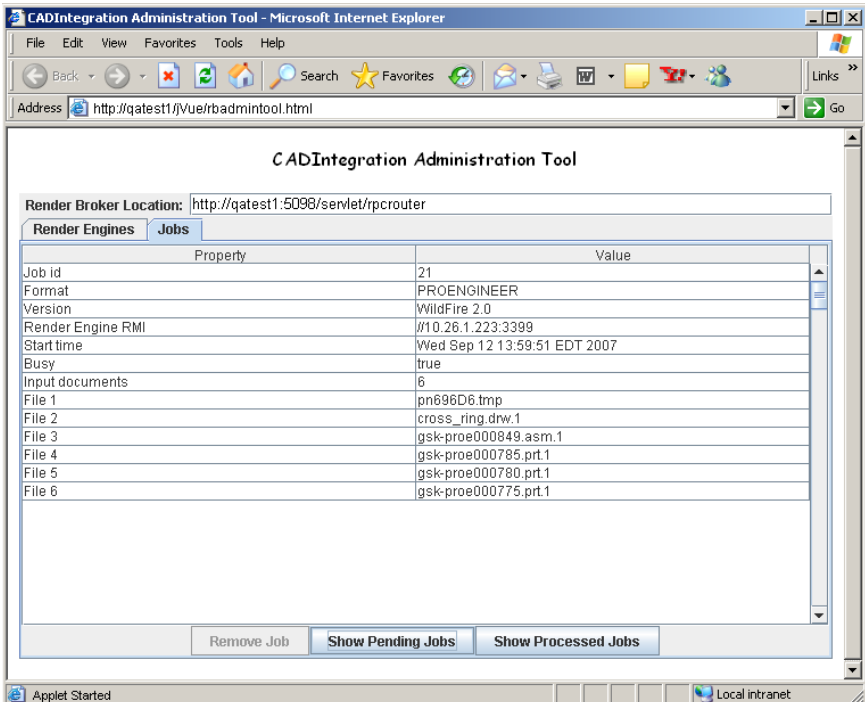 CADIntegration Administration Tool - Microsoft Internet Explorer
File Edit View Favorites Tools Help
Back Search Favorites Links »
Address http://qatest1/jVue/rbadmintool.html Go
CADIntegration Administration Tool
Render Broker Location: http://qatest1:5098/servlet/rpcrouter
Render Engines Jobs
Property Value
Job id 21
Format PROENGINEER
Version WildFire 2.0
Render Engine RMI //10.26.1.223:3399
Start time Wed Sep 12 13:59:51 EDT 2007
Busy true
Input documents 6
File 1 pn696D6.tmp
File 2 cross_ring.drw.1
File 3 gsk-proe000849.asm.1
File 4 gsk-proe000785.prt.1
File 5 gsk-proe000780.prt.1
File 6 gsk-proe000775.prt.1
Remove Job Show Pending Jobs Show Processed Jobs
Applet Started Local intranet